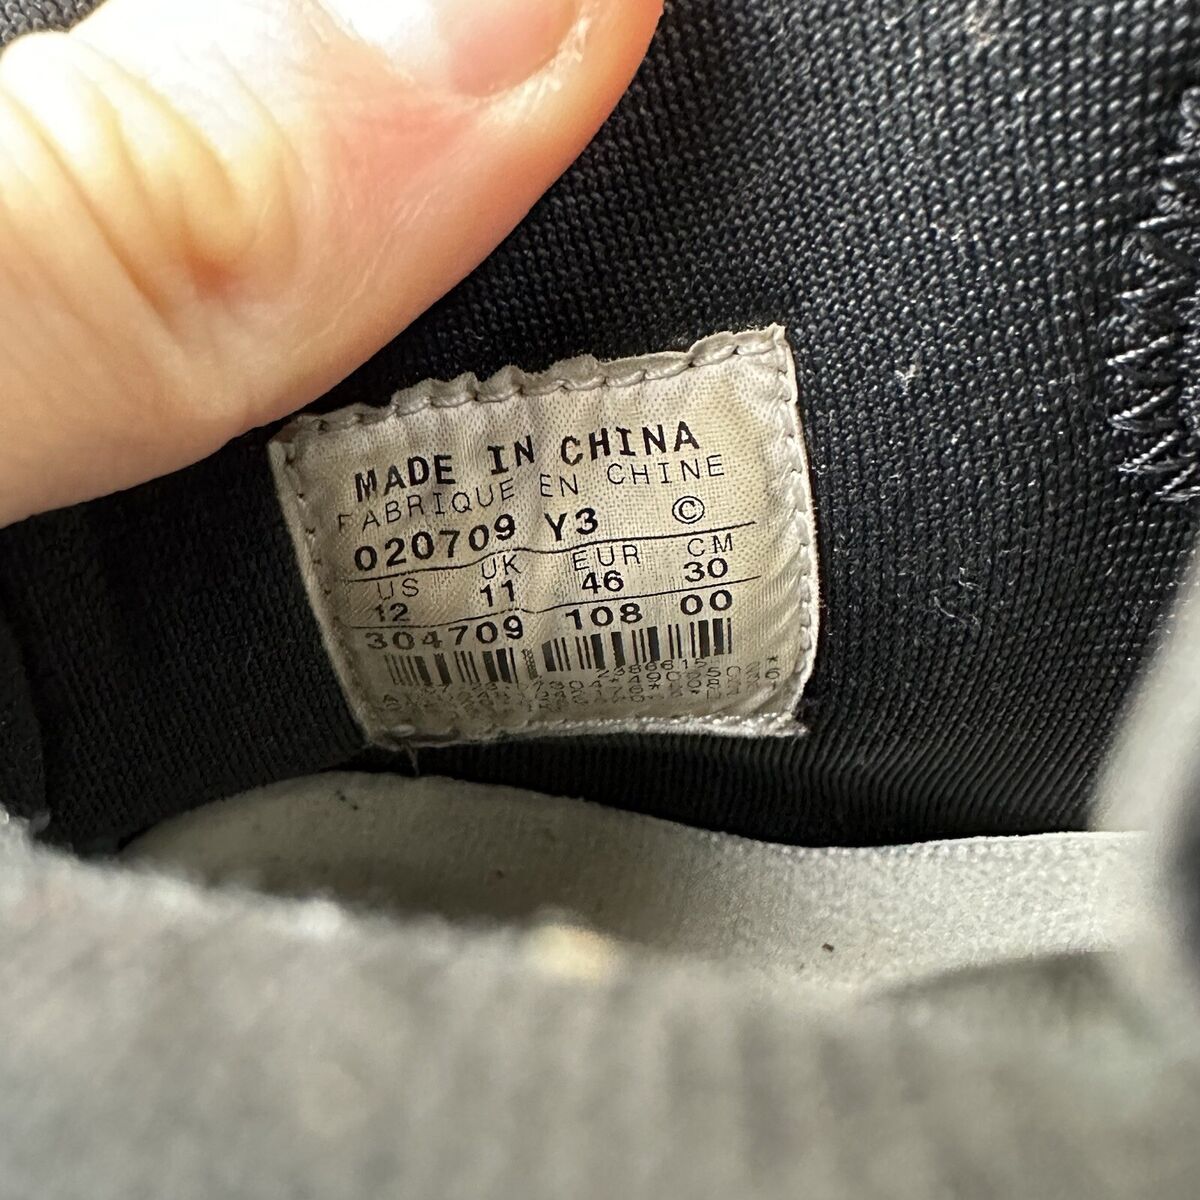 MADE IN CHINA
FABRIQUE EN CHINE
020709 Y3 ©
US UK EUR CM
12 11 46 30
304709 108 00